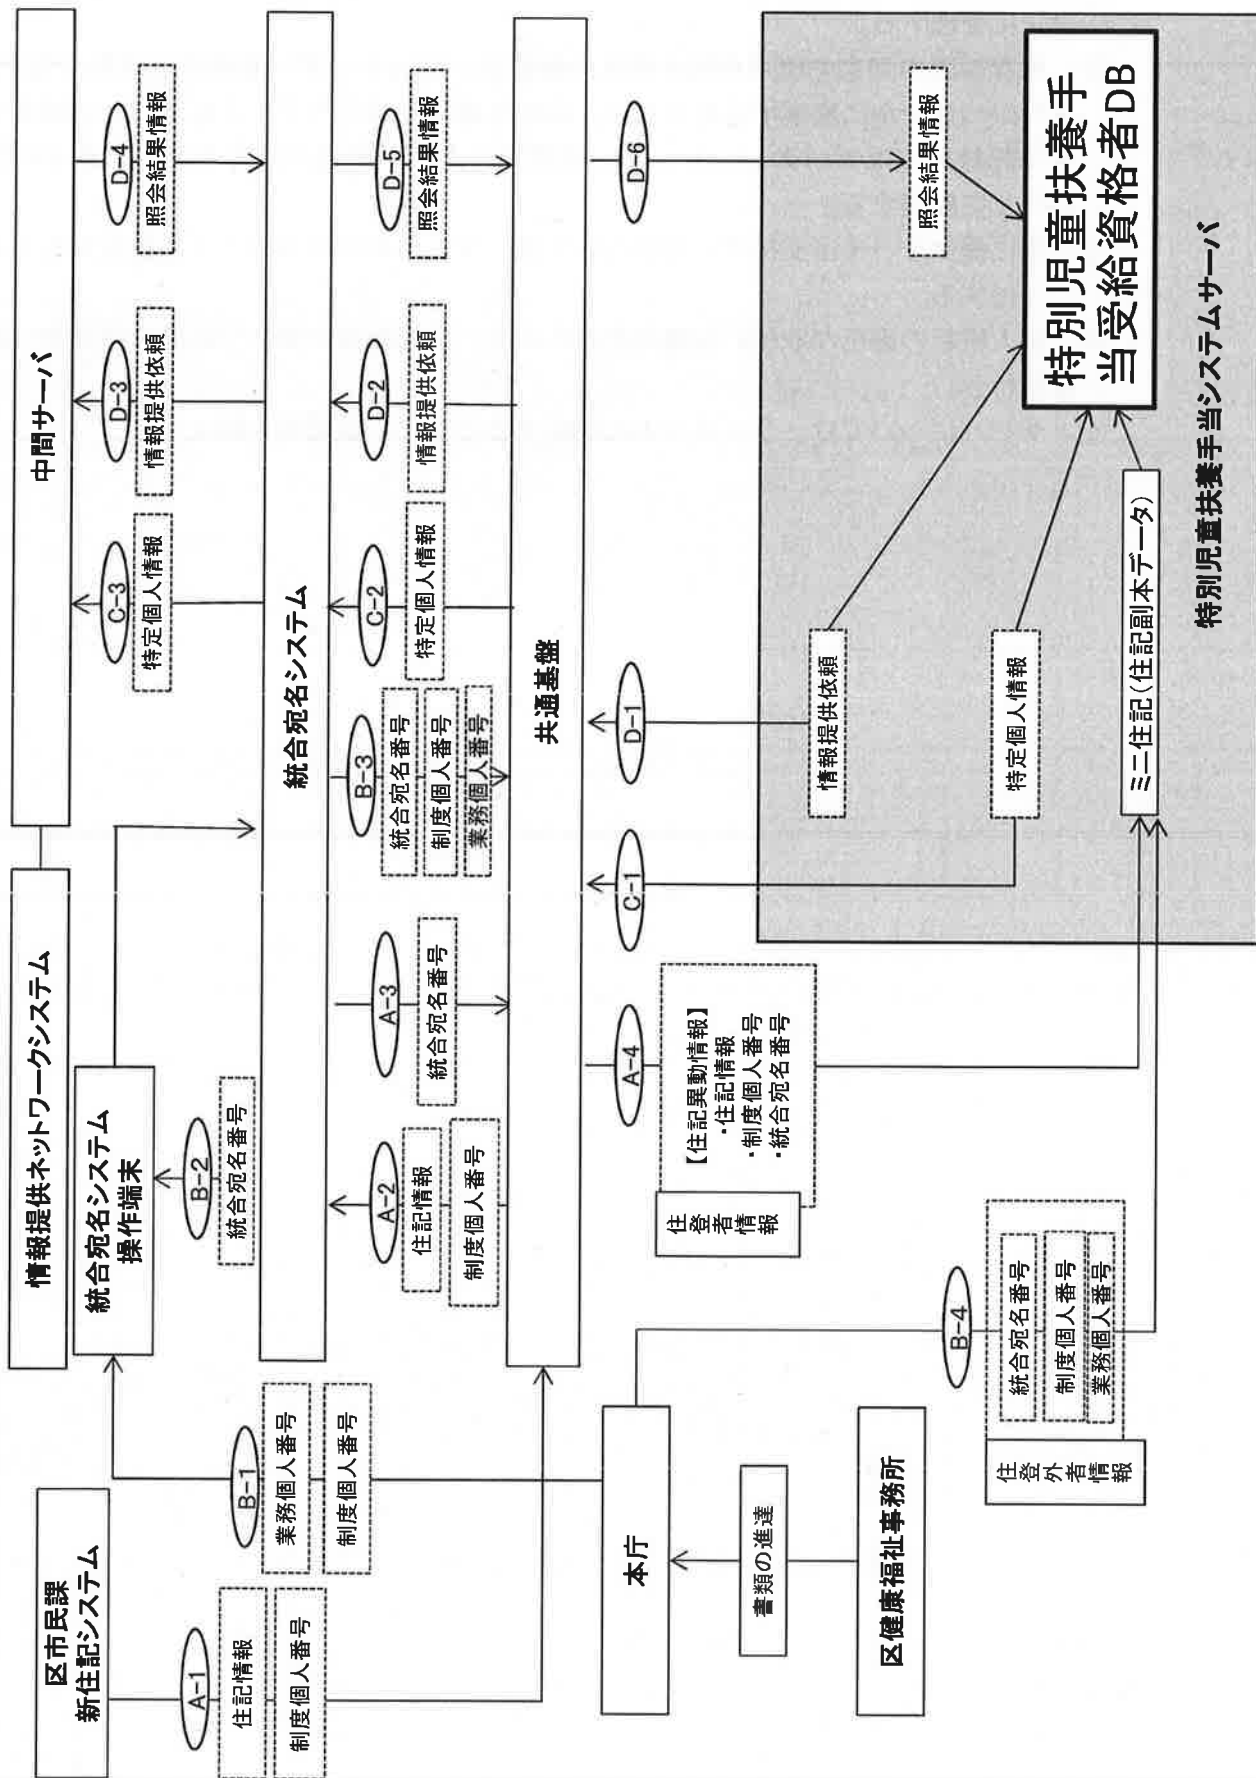 区市民課
新住記システム
情報提供ネットワークシステム
中間サーバ
統合宛名システム
操作端末
A-1
住記情報
制度個人番号
B-1
業務個人番号
制度個人番号
B-2
統合宛名番号
C-3
特定個人情報
D-3
情報提供依頼
D-4
照会結果情報
統合宛名システム
A-2
住記情報
制度個人番号
A-3
統合宛名番号
B-3
統合宛名番号
制度個人番号
業務個人番号
C-2
特定個人情報
D-2
情報提供依頼
D-5
照会結果情報
共通基盤
本庁
書類の進達
区健康福祉事務所
A-4
住登者情報
【住記異動情報】
・住記情報
・制度個人番号
・統合宛名番号
C-1
D-1
D-6
B-4
住登外者情報
統合宛名番号
制度個人番号
業務個人番号
情報提供依頼
照会結果情報
特定個人情報
ミニ住記（住記副本データ）
特別児童扶養手
当受給資格者DB
特別児童扶養手当システムサーバ